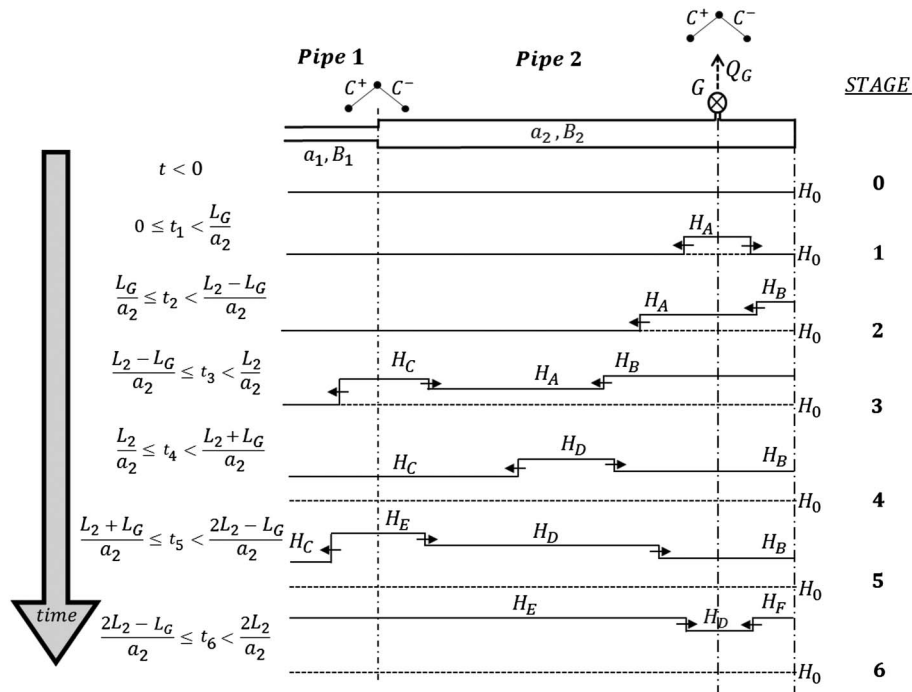 C⁺ C⁻
Pipe 1 Pipe 2 Q_G STAGE
C⁺ C⁻ G
a₂, B₂
a₁, B₁
t < 0 H₀ 0
0 ≤ t₁ < L_G/a₂ H_A H₀ 1
L_G/a₂ ≤ t₂ < (L₂ − L_G)/a₂ H_A H_B H₀ 2
(L₂ − L_G)/a₂ ≤ t₃ < L₂/a₂ H_C H_A H_B H₀ 3
L₂/a₂ ≤ t₄ < (L₂ + L_G)/a₂ H_C H_D H_B H₀ 4
(L₂ + L_G)/a₂ ≤ t₅ < (2L₂ − L_G)/a₂ H_C H_E H_D H_B H₀ 5
time (2L₂ − L_G)/a₂ ≤ t₆ < 2L₂/a₂ H_E H_D H_F H₀ 6